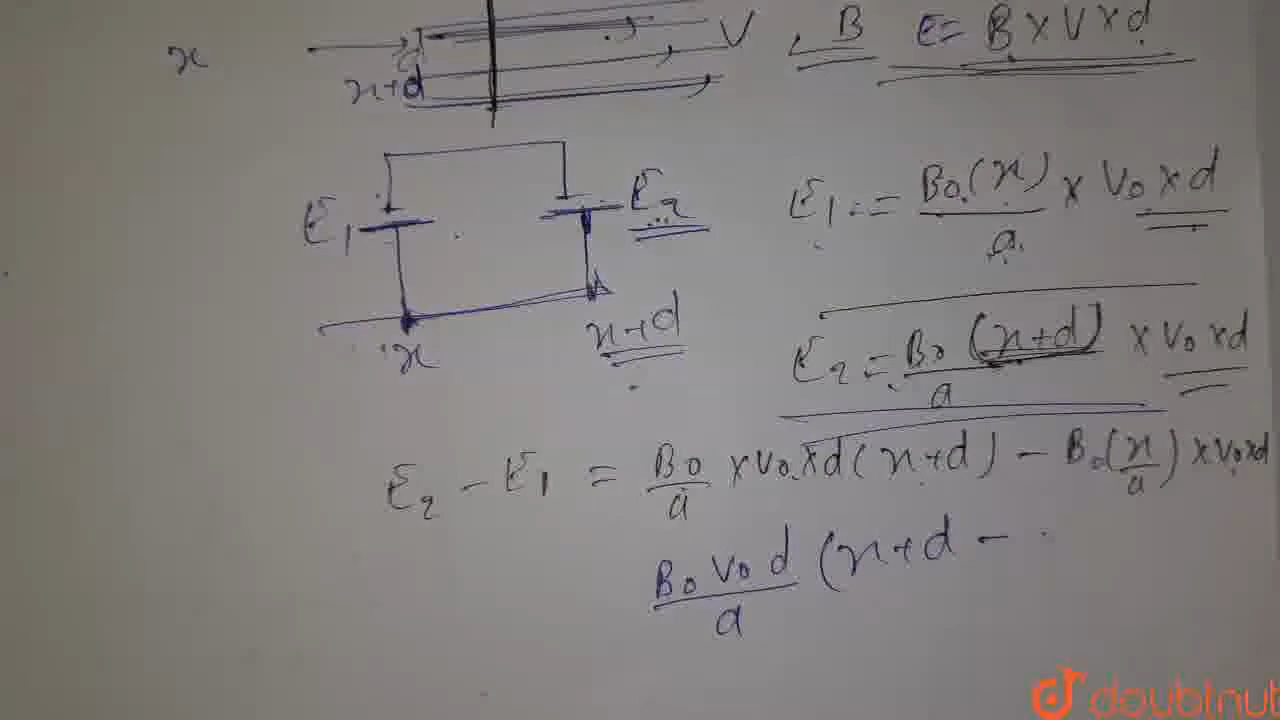 x
x+d
V , B E = B × V × d
E1 = B0(x)/a × V0 × d
E1
E2
x
x+d
E2 = B0(x+d)/a × V0 × d
E2 - E1 = B0/a × V0 × d(x+d) - B0(x/a) × V0 × d
B0 V0 d/a (x+d -
doubtnut